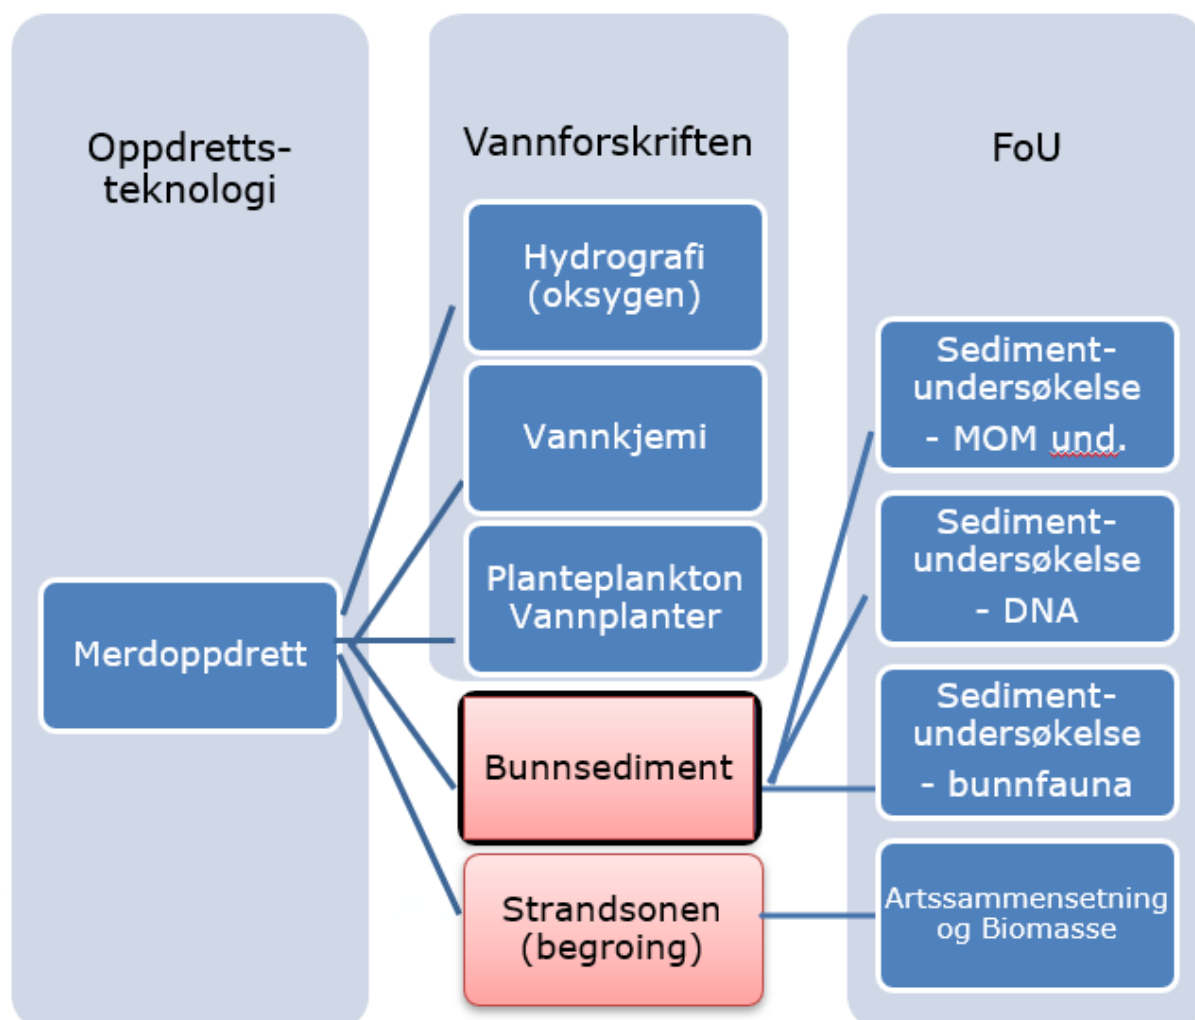 Oppdretts-
teknologi
Merdoppdrett
Vannforskriften
Hydrografi
(oksygen)
Vannkjemi
Planteplankton
Vannplanter
Bunnsediment
Strandsonen
(begroing)
FoU
Sediment-
undersøkelse
- MOM und.
Sediment-
undersøkelse
- DNA
Sediment-
undersøkelse
- bunnfauna
Artssammensetning
og Biomasse